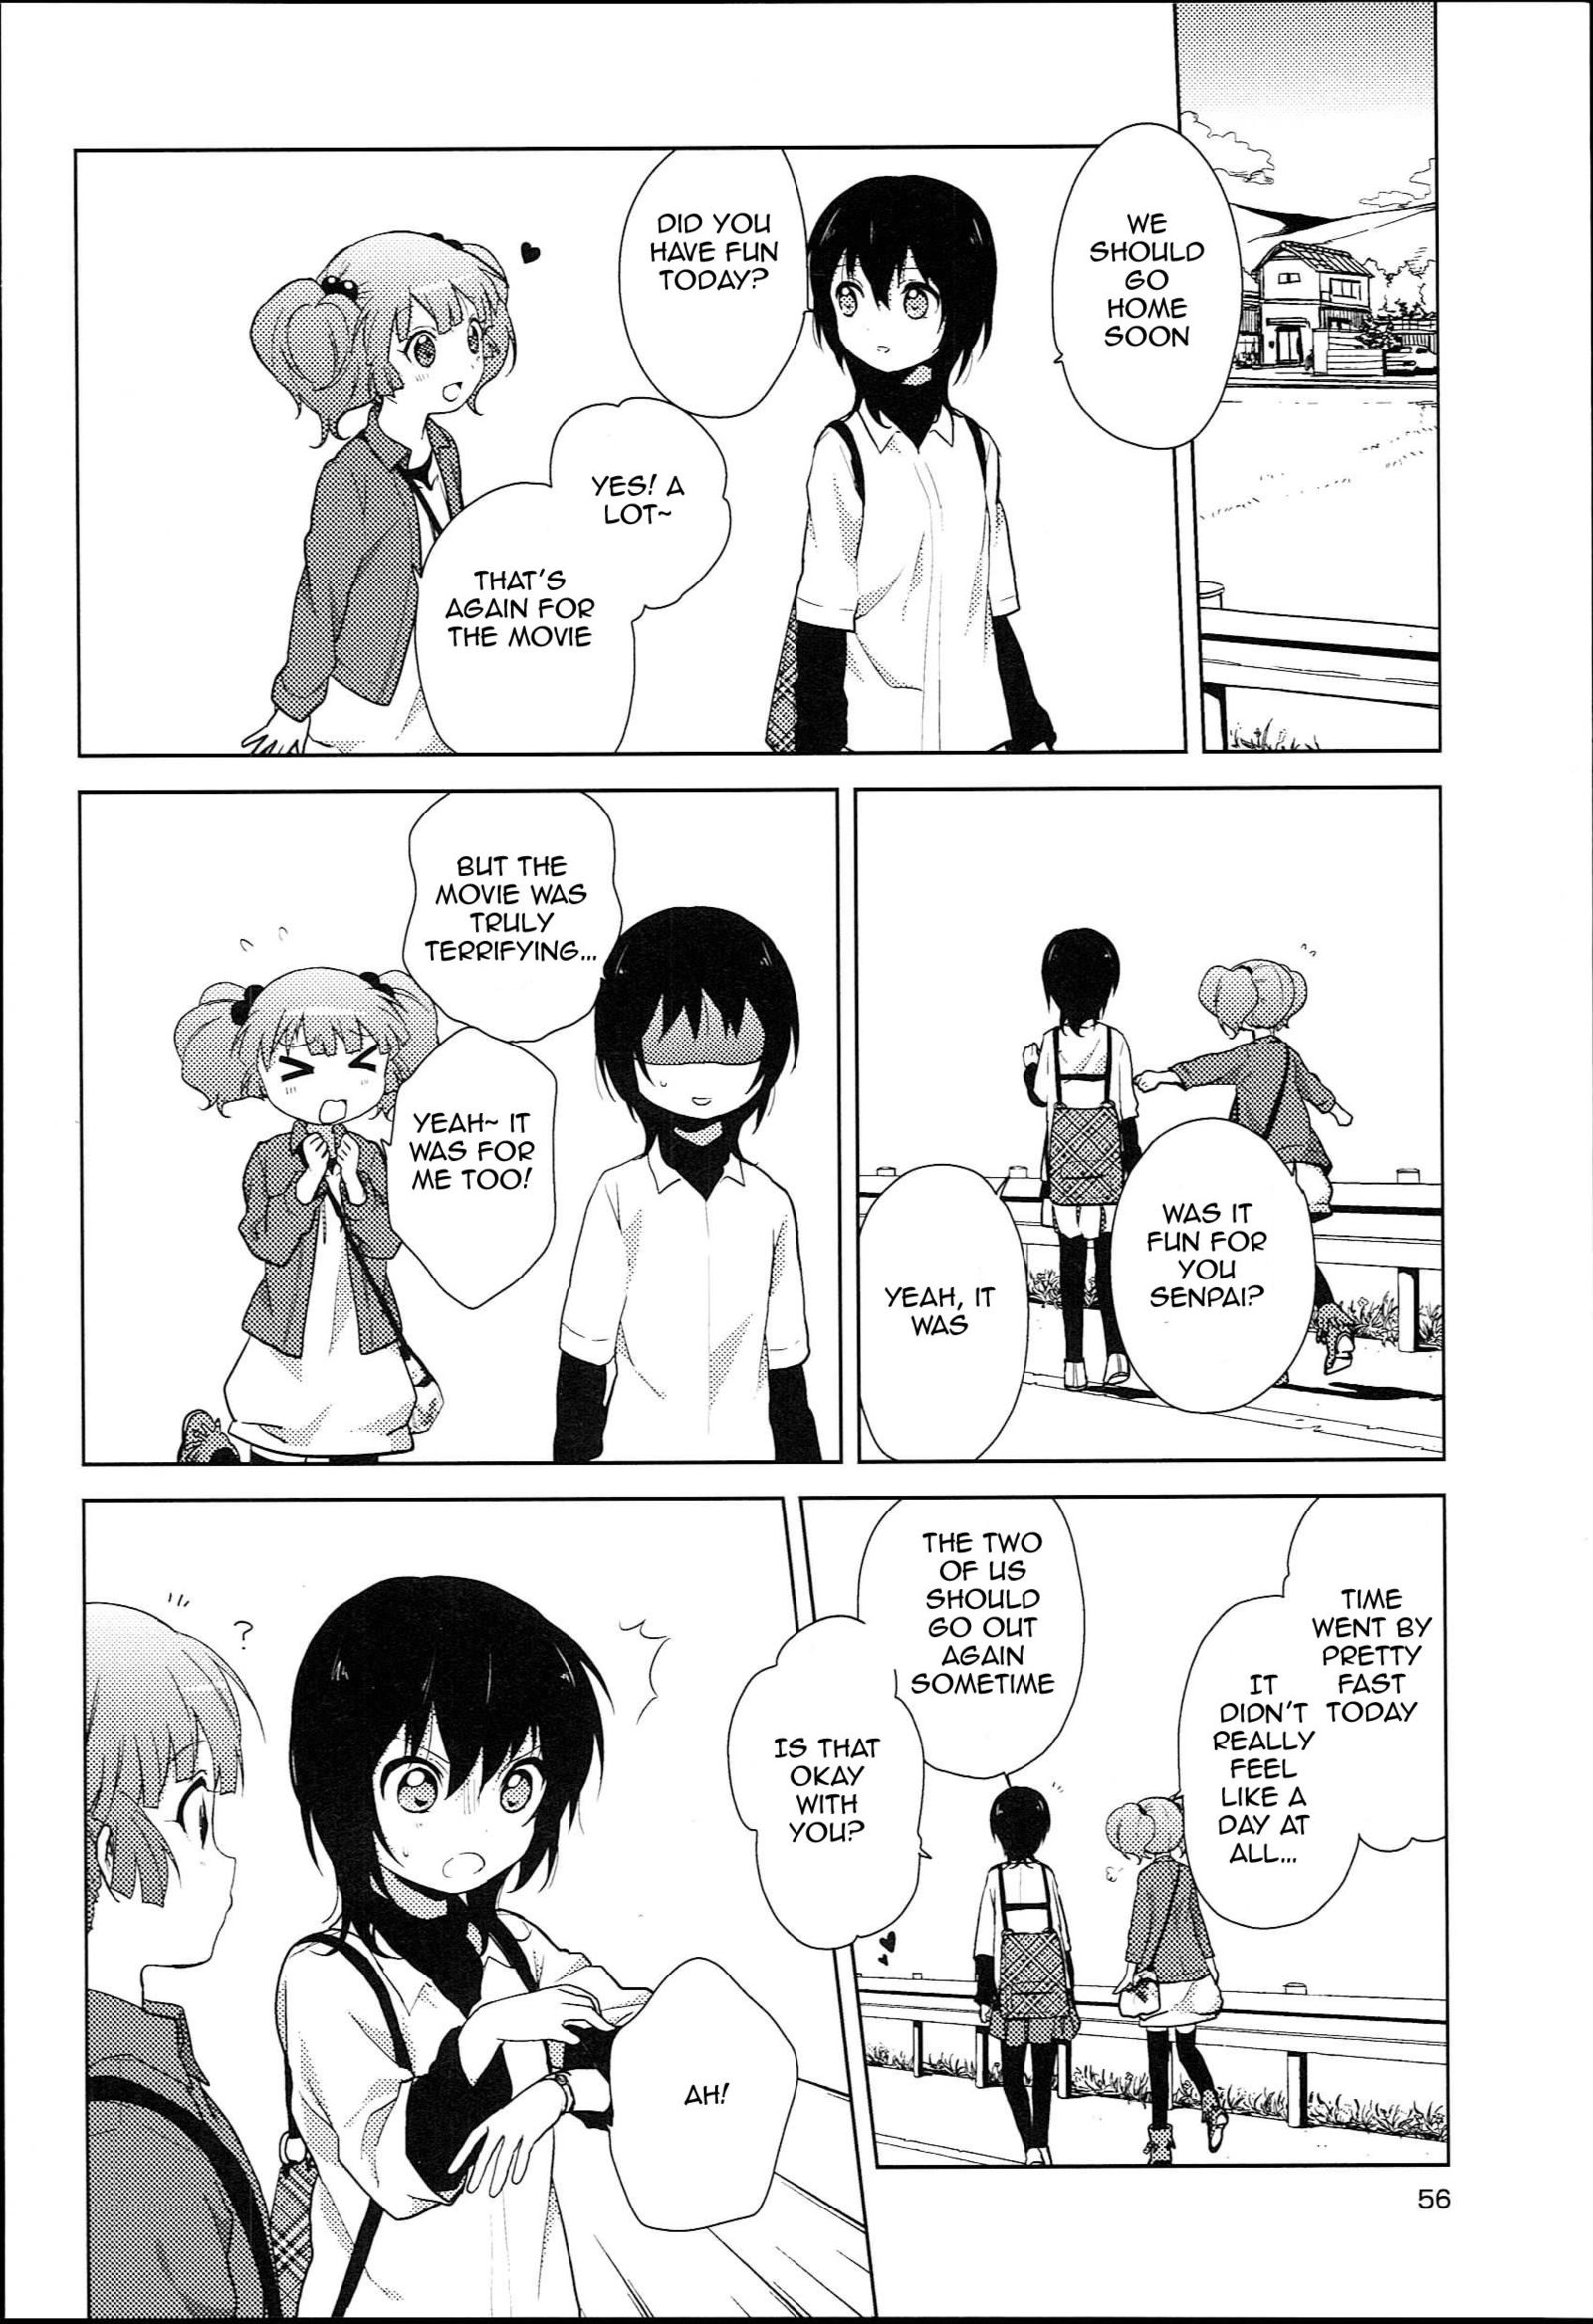 WE
SHOULD
GO
HOME
SOON
DID YOU
HAVE FUN
TODAY?
YES! A
LOT~
THAT'S
AGAIN FOR
THE MOVIE
WAS IT
FUN FOR
YOU
SENPAI?
YEAH, IT
WAS
BUT THE
MOVIE WAS
TRULY
TERRIFYING...
YEAH~ IT
WAS FOR
ME TOO!
TIME
WENT BY
PRETTY
FAST
TODAY
IT
DIDN'T
REALLY
FEEL
LIKE A
DAY AT
ALL...
THE TWO
OF US
SHOULD
GO OUT
AGAIN
SOMETIME
IS THAT
OKAY
WITH
YOU?
AH!
?
56